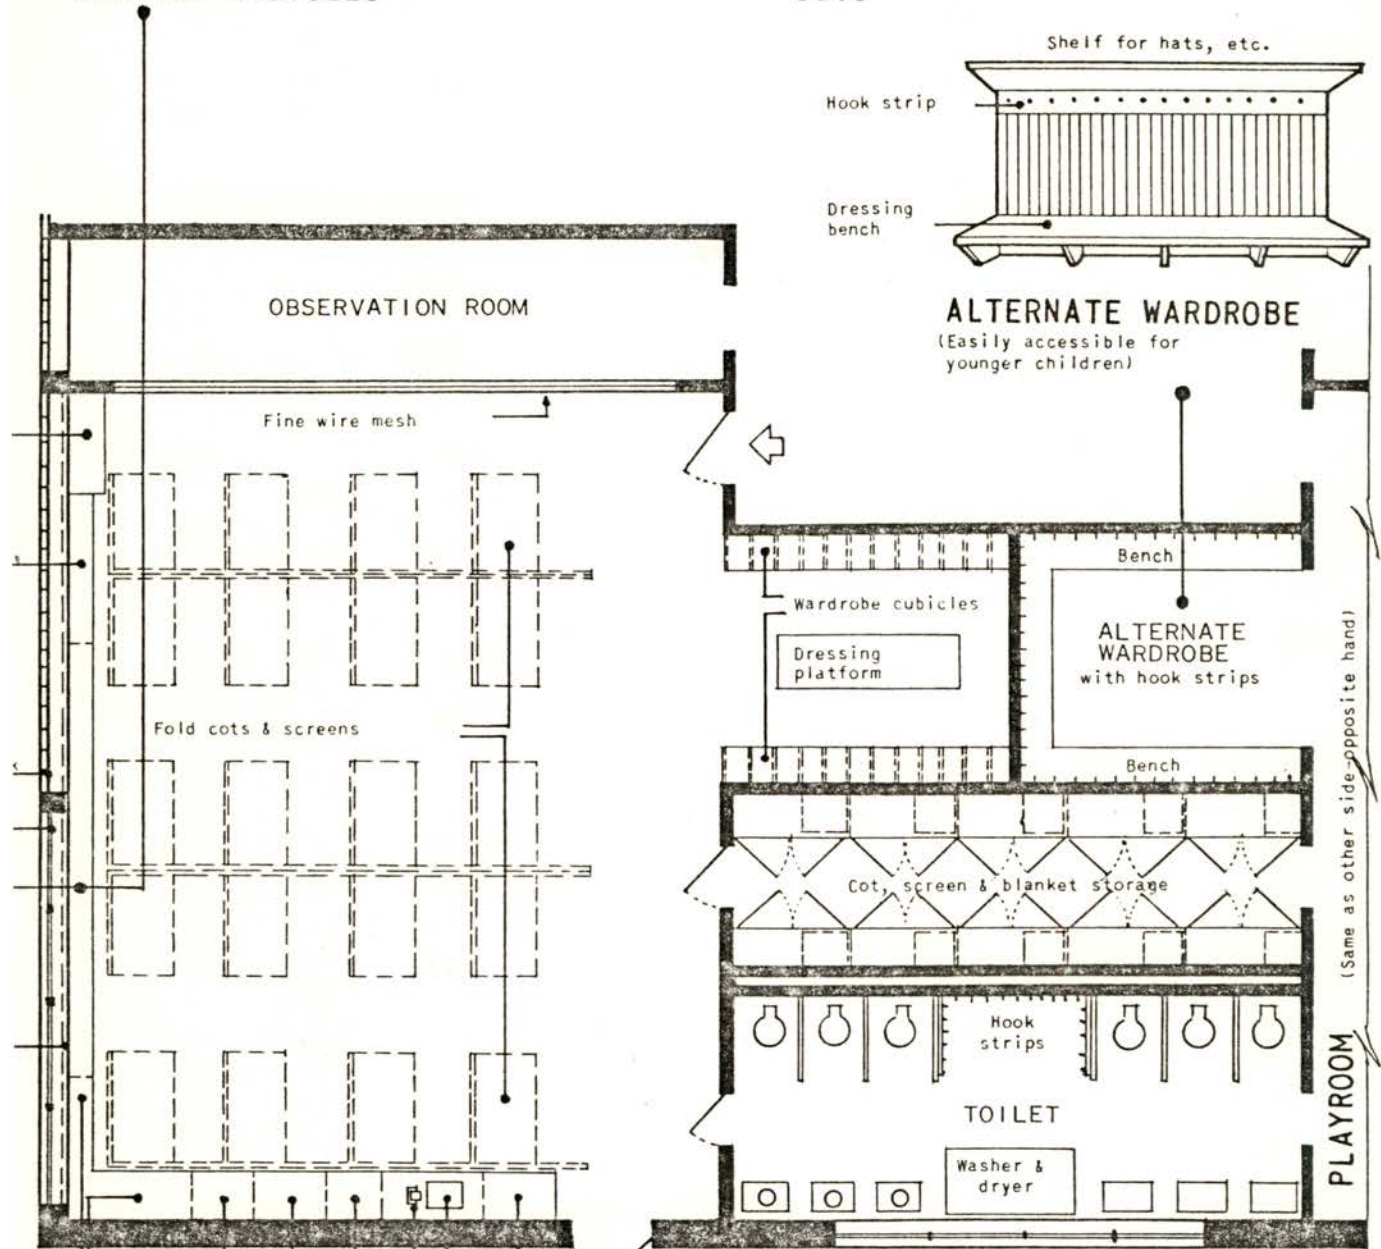 Shelf for hats, etc.
Hook strip
Dressing
bench
OBSERVATION ROOM
ALTERNATE WARDROBE
(Easily accessible for
younger children)
Fine wire mesh
Bench
Wardrobe cubicles
ALTERNATE
WARDROBE
with hook strips
Dressing
platform
Fold cots & screens
Bench
Cot, screen & blanket storage
(Same as other side-opposite hand)
Hook
strips
TOILET
PLAYROOM
Washer &
dryer